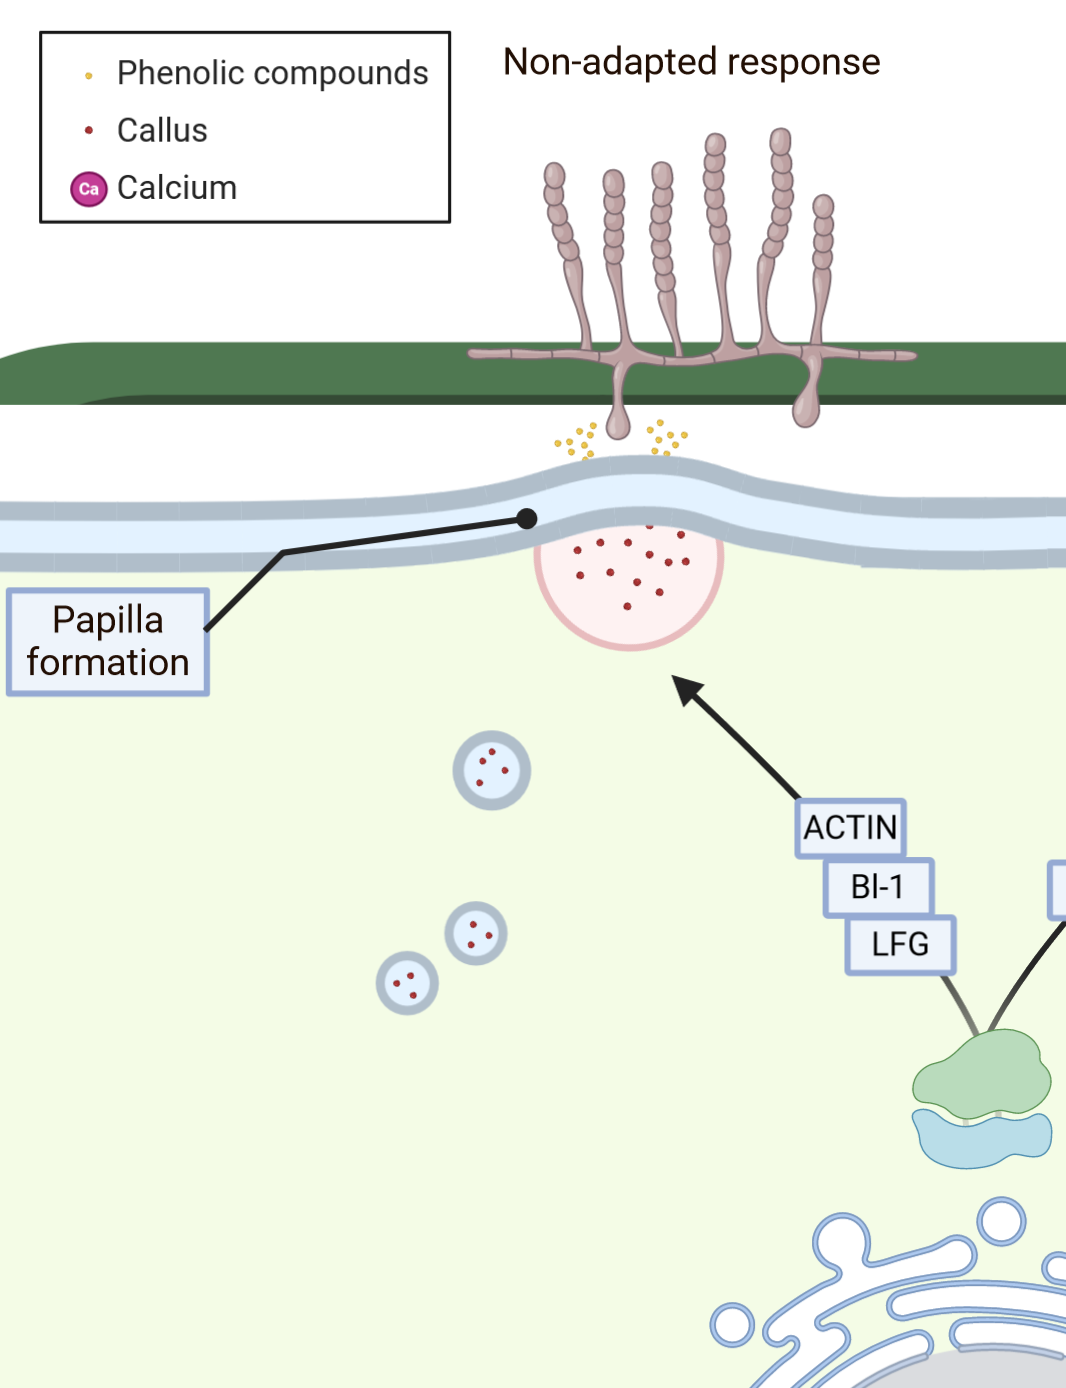 Non-adapted response
Phenolic compounds
Callus
Ca Calcium
Papilla
formation
ACTIN
BI-1
LFG